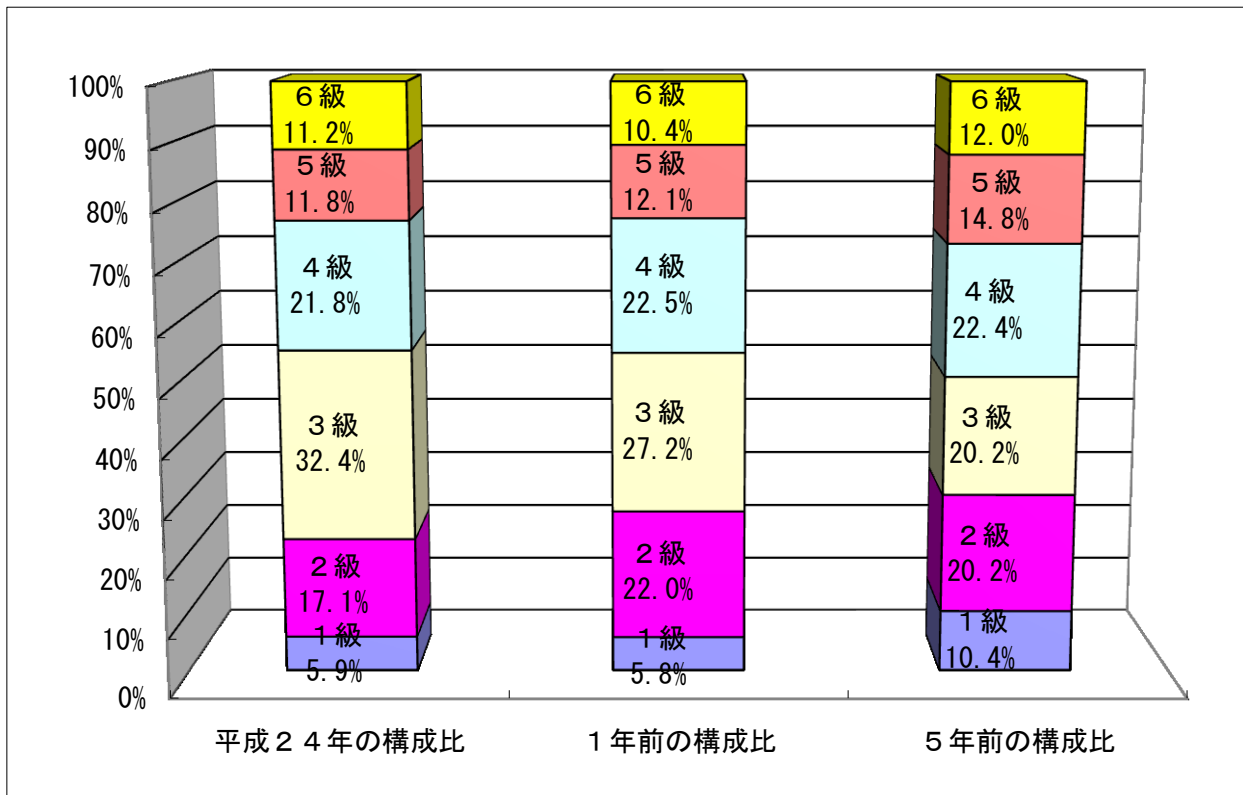 100%
90%
80%
70%
60%
50%
40%
30%
20%
10%
0%
６級
11.2%
５級
11.8%
４級
21.8%
３級
32.4%
２級
17.1%
１級
5.9%
６級
10.4%
５級
12.1%
４級
22.5%
３級
27.2%
２級
22.0%
１級
5.8%
６級
12.0%
５級
14.8%
４級
22.4%
３級
20.2%
２級
20.2%
１級
10.4%
平成２４年の構成比
１年前の構成比
５年前の構成比